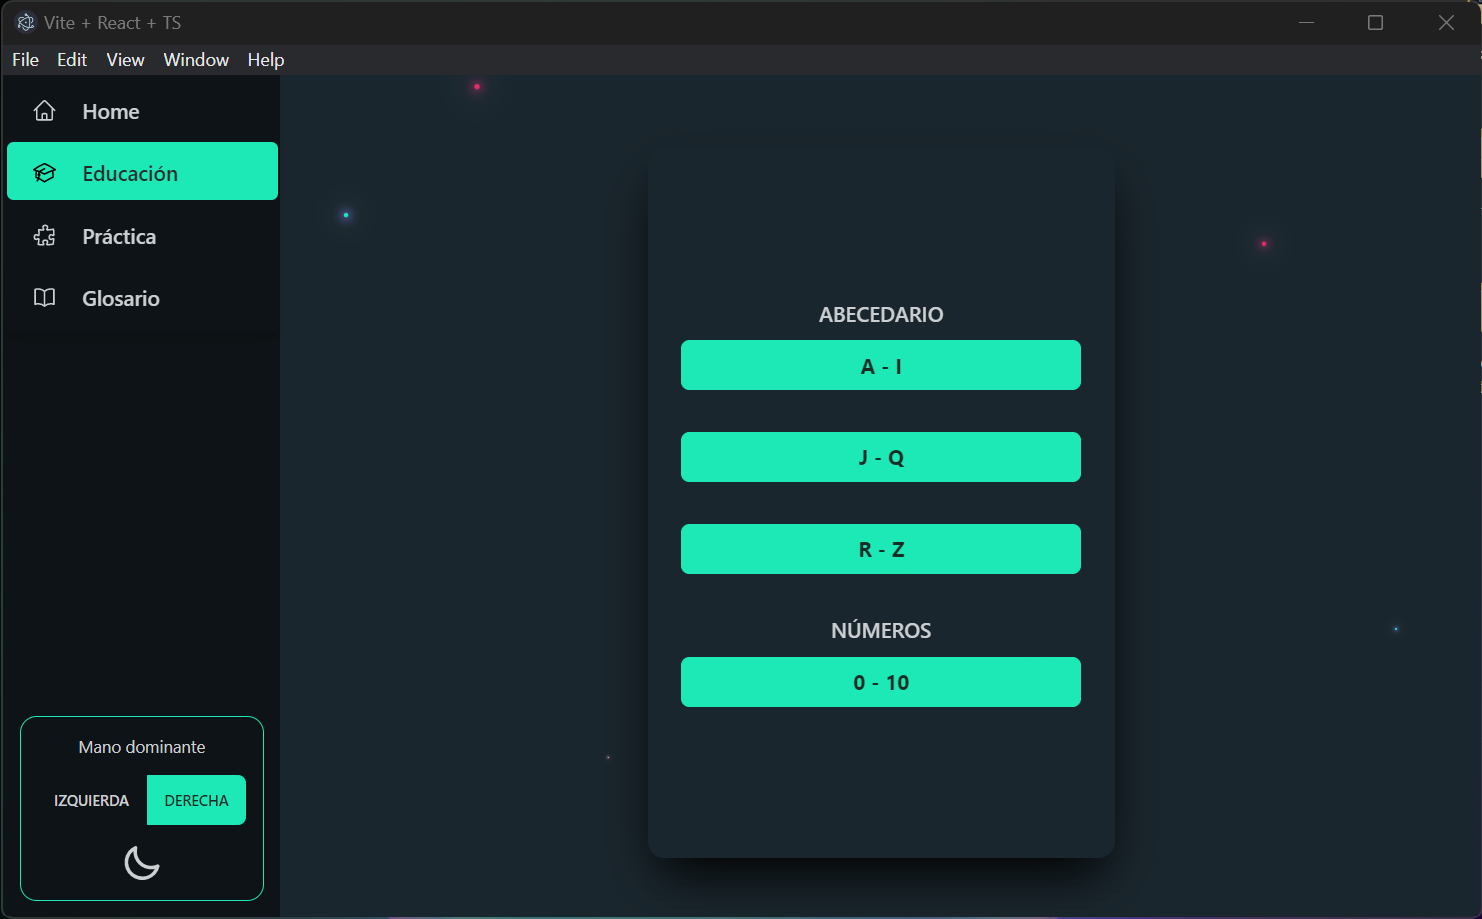 Vite + React + TS
File Edit View Window Help
Home
Educación
Práctica
Glosario
ABECEDARIO
A - I
J - Q
R - Z
NÚMEROS
0 - 10
Mano dominante
IZQUIERDA DERECHA